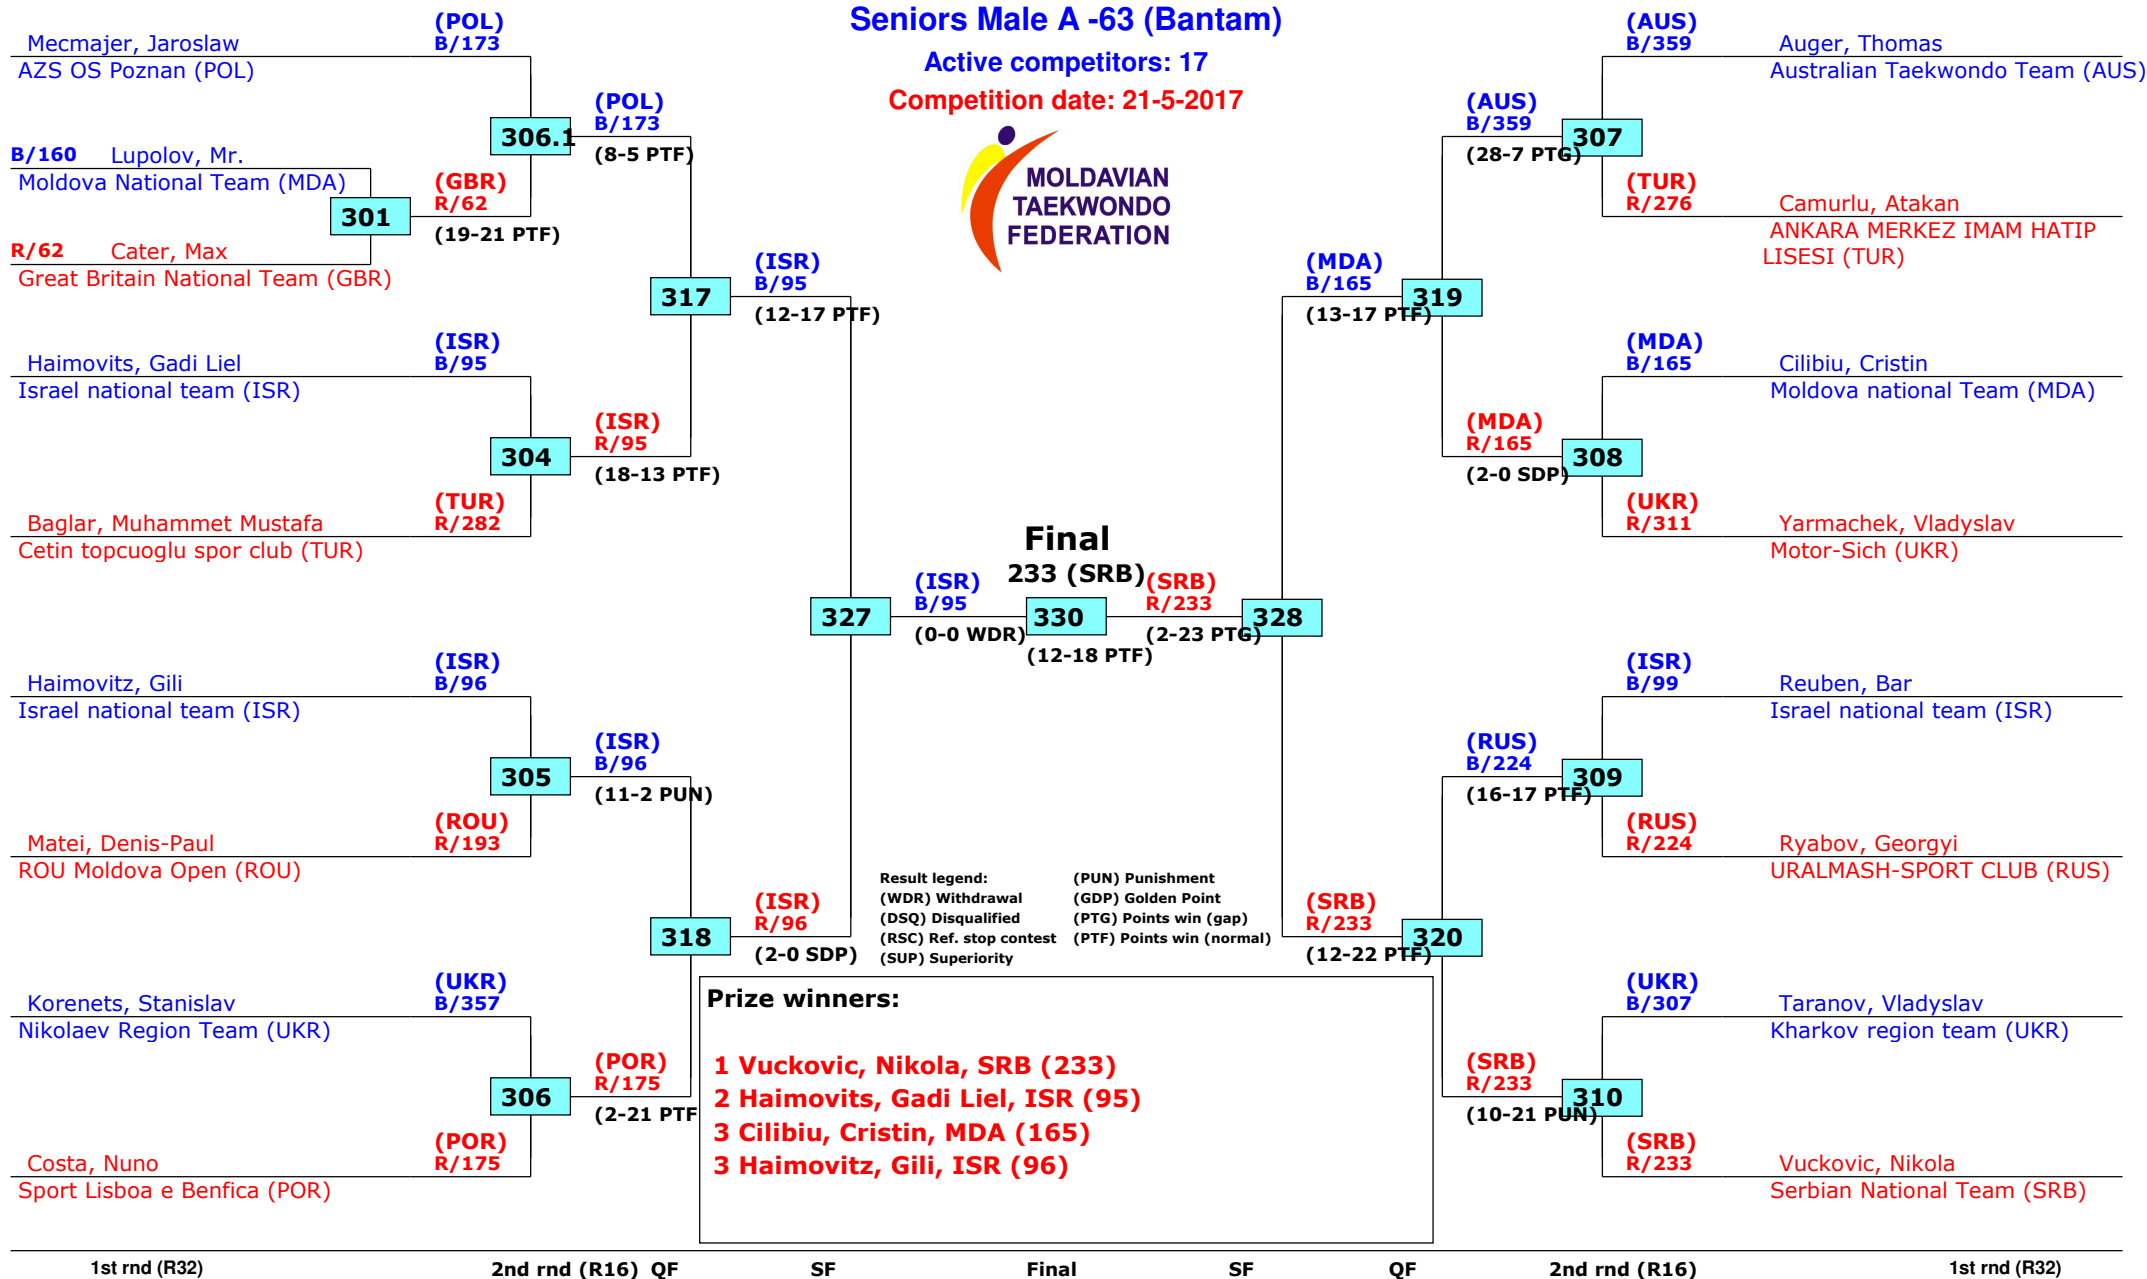 Seniors Male A -63 (Bantam)
Active competitors: 17
Competition date: 21-5-2017
MOLDAVIAN
TAEKWONDO
FEDERATION
Mecmajer, Jaroslaw
AZS OS Poznan (POL)
(POL)
B/173
B/160 Lupolov, Mr.
Moldova National Team (MDA)
R/62 Cater, Max
Great Britain National Team (GBR)
301
(GBR)
R/62
(19-21 PTF)
306.1
(POL)
B/173
(8-5 PTF)
Haimovits, Gadi Liel
Israel national team (ISR)
(ISR)
B/95
Baglar, Muhammet Mustafa
Cetin topcuoglu spor club (TUR)
(TUR)
R/282
304
(ISR)
R/95
(18-13 PTF)
317
(ISR)
B/95
(12-17 PTF)
Haimovitz, Gili
Israel national team (ISR)
(ISR)
B/96
Matei, Denis-Paul
ROU Moldova Open (ROU)
(ROU)
R/193
305
(ISR)
B/96
(11-2 PUN)
Korenets, Stanislav
Nikolaev Region Team (UKR)
(UKR)
B/357
Costa, Nuno
Sport Lisboa e Benfica (POR)
(POR)
R/175
306
(POR)
R/175
(2-21 PTF
318
(ISR)
R/96
(2-0 SDP)
327
(ISR)
B/95
(0-0 WDR)
Final
233 (SRB)
330
(12-18 PTF)
(SRB)
R/233
(2-23 PTG)
328
(MDA)
B/165
(13-17 PTF)
319
(AUS)
B/359
(28-7 PTG)
307
(AUS)
B/359
Auger, Thomas
Australian Taekwondo Team (AUS)
(TUR)
R/276
Camurlu, Atakan
ANKARA MERKEZ IMAM HATIP
LISESI (TUR)
(MDA)
R/165
(2-0 SDP)
308
(MDA)
B/165
Cilibiu, Cristin
Moldova national Team (MDA)
(UKR)
R/311
Yarmachek, Vladyslav
Motor-Sich (UKR)
(SRB)
R/233
(12-22 PTF)
320
(RUS)
B/224
(16-17 PTF)
309
(ISR)
B/99
Reuben, Bar
Israel national team (ISR)
(RUS)
R/224
Ryabov, Georgyi
URALMASH-SPORT CLUB (RUS)
(SRB)
R/233
(10-21 PUN)
310
(UKR)
B/307
Taranov, Vladyslav
Kharkov region team (UKR)
(SRB)
R/233
Vuckovic, Nikola
Serbian National Team (SRB)
Result legend:
(WDR) Withdrawal
(DSQ) Disqualified
(RSC) Ref. stop contest
(SUP) Superiority
(PUN) Punishment
(GDP) Golden Point
(PTG) Points win (gap)
(PTF) Points win (normal)
Prize winners:
1 Vuckovic, Nikola, SRB (233)
2 Haimovits, Gadi Liel, ISR (95)
3 Cilibiu, Cristin, MDA (165)
3 Haimovitz, Gili, ISR (96)
1st rnd (R32) 2nd rnd (R16) QF SF Final SF QF 2nd rnd (R16) 1st rnd (R32)